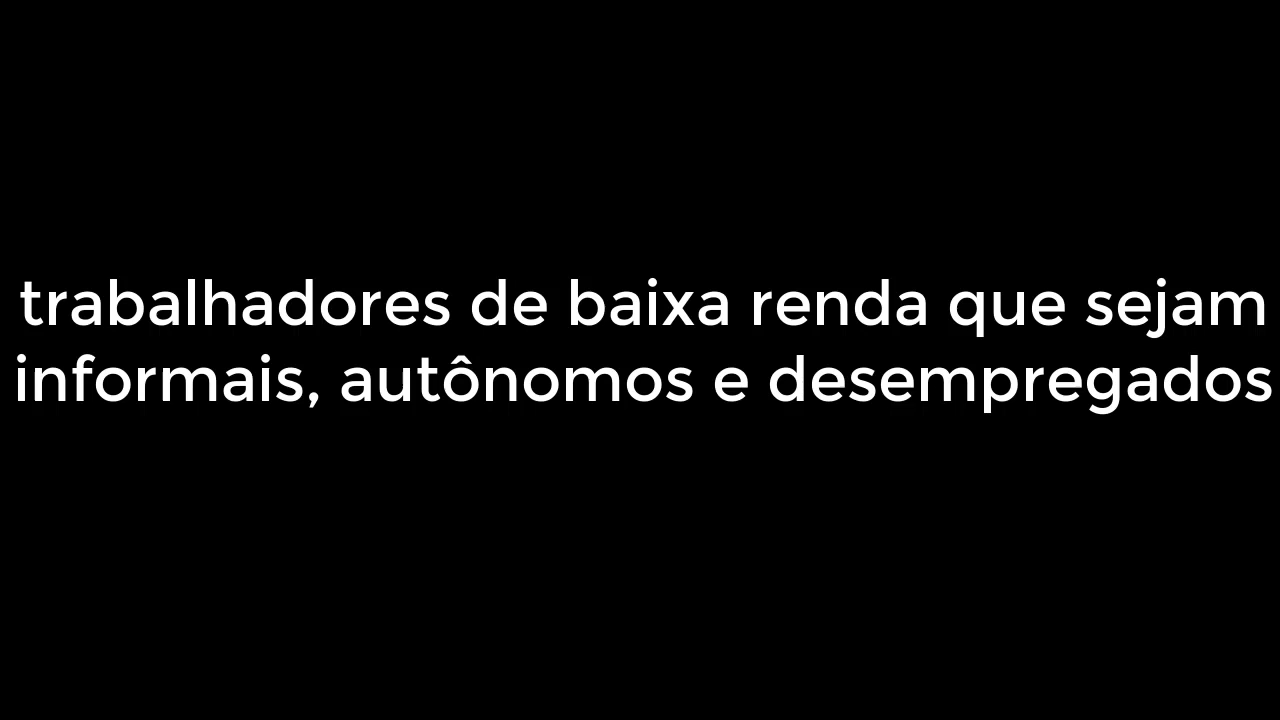 trabalhadores de baixa renda que sejam
informais, autônomos e desempregados